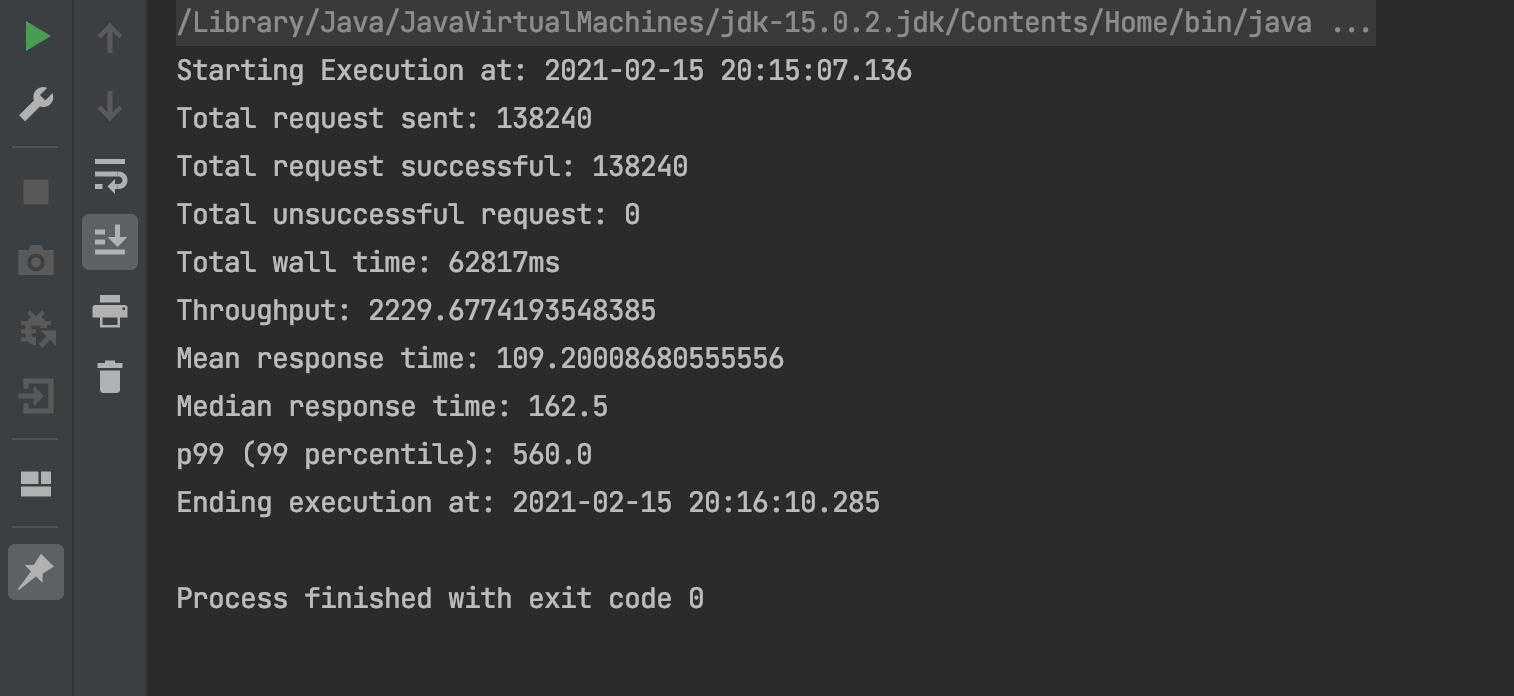 /Library/Java/JavaVirtualMachines/jdk-15.0.2.jdk/Contents/Home/bin/java ...
Starting Execution at: 2021-02-15 20:15:07.136
Total request sent: 138240
Total request successful: 138240
Total unsuccessful request: 0
Total wall time: 62817ms
Throughput: 2229.6774193548385
Mean response time: 109.20008680555556
Median response time: 162.5
p99 (99 percentile): 560.0
Ending execution at: 2021-02-15 20:16:10.285
Process finished with exit code 0